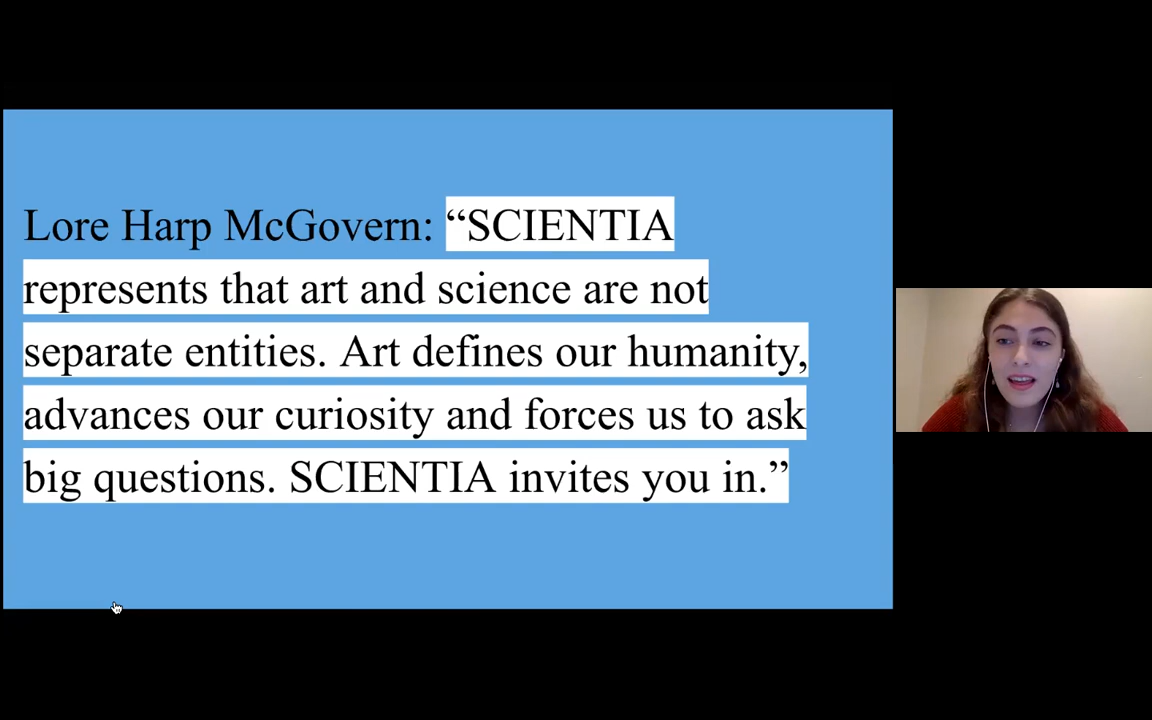 Lore Harp McGovern: “SCIENTIA
represents that art and science are not
separate entities. Art defines our humanity,
advances our curiosity and forces us to ask
big questions. SCIENTIA invites you in.”